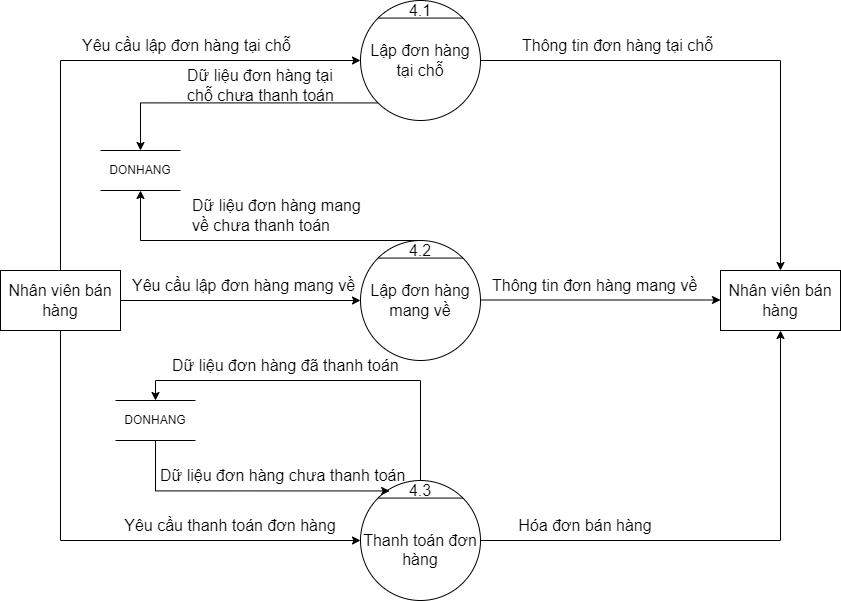 4.1
Yêu cầu lập đơn hàng tại chỗ
Lập đơn hàng
tại chỗ
Thông tin đơn hàng tại chỗ
Dữ liệu đơn hàng tại
chỗ chưa thanh toán
DONHANG
Dữ liệu đơn hàng mang
về chưa thanh toán
4.2
Nhân viên bán
hàng
Yêu cầu lập đơn hàng mang về
Lập đơn hàng
mang về
Thông tin đơn hàng mang về
Nhân viên bán
hàng
Dữ liệu đơn hàng đã thanh toán
DONHANG
Dữ liệu đơn hàng chưa thanh toán
4.3
Yêu cầu thanh toán đơn hàng
Thanh toán đơn
hàng
Hóa đơn bán hàng